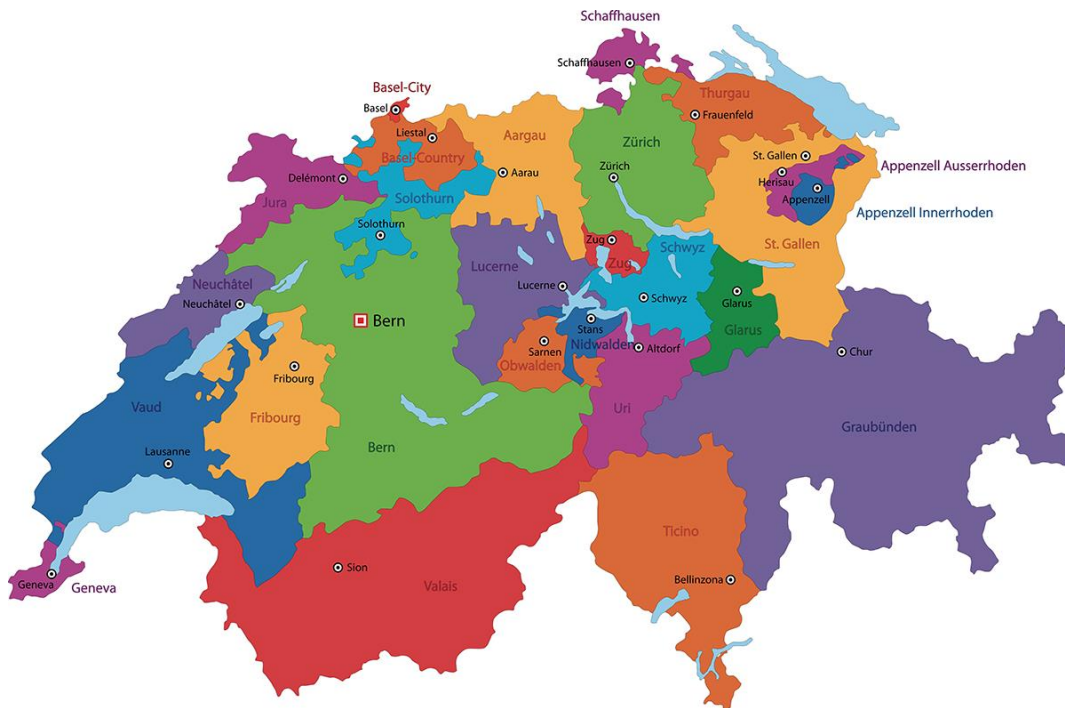 Schaffhausen
Schaffhausen
Basel-City
Basel
Thurgau
Frauenfeld
Liestal
Basel-Country
Aargau
Aarau
Zürich
Zürich
St. Gallen
Appenzell Ausserrhoden
Herisau
Appenzell
Appenzell Innerrhoden
Delémont
Jura
Solothurn
Solothurn
St. Gallen
Zug
Zug
Schwyz
Schwyz
Lucerne
Lucerne
Neuchâtel
Neuchâtel
Bern
Glarus
Glarus
Stans
Nidwalden
Sarnen
Obwalden
Altdorf
Chur
Fribourg
Fribourg
Vaud
Uri
Graubünden
Bern
Lausanne
Ticino
Geneva
Geneva
Sion
Valais
Bellinzona